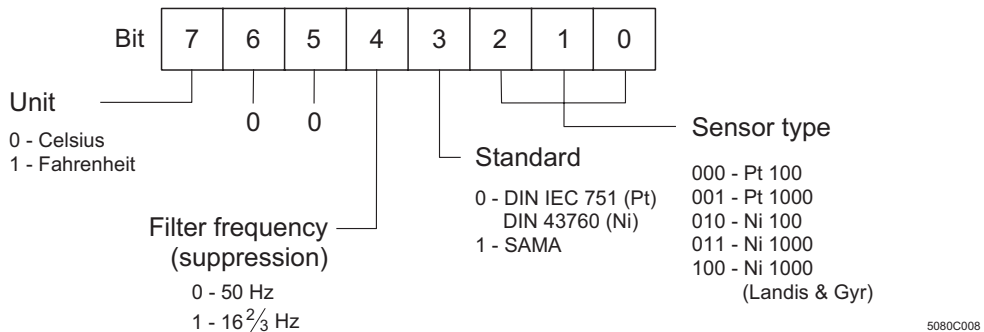 Bit 7 6 5 4 3 2 1 0
Unit
0 - Celsius
1 - Fahrenheit
0 0
Filter frequency
(suppression)
0 - 50 Hz
1 - 16 2/3 Hz
Standard
0 - DIN IEC 751 (Pt)
DIN 43760 (Ni)
1 - SAMA
Sensor type
000 - Pt 100
001 - Pt 1000
010 - Ni 100
011 - Ni 1000
100 - Ni 1000
(Landis & Gyr)
5080C008